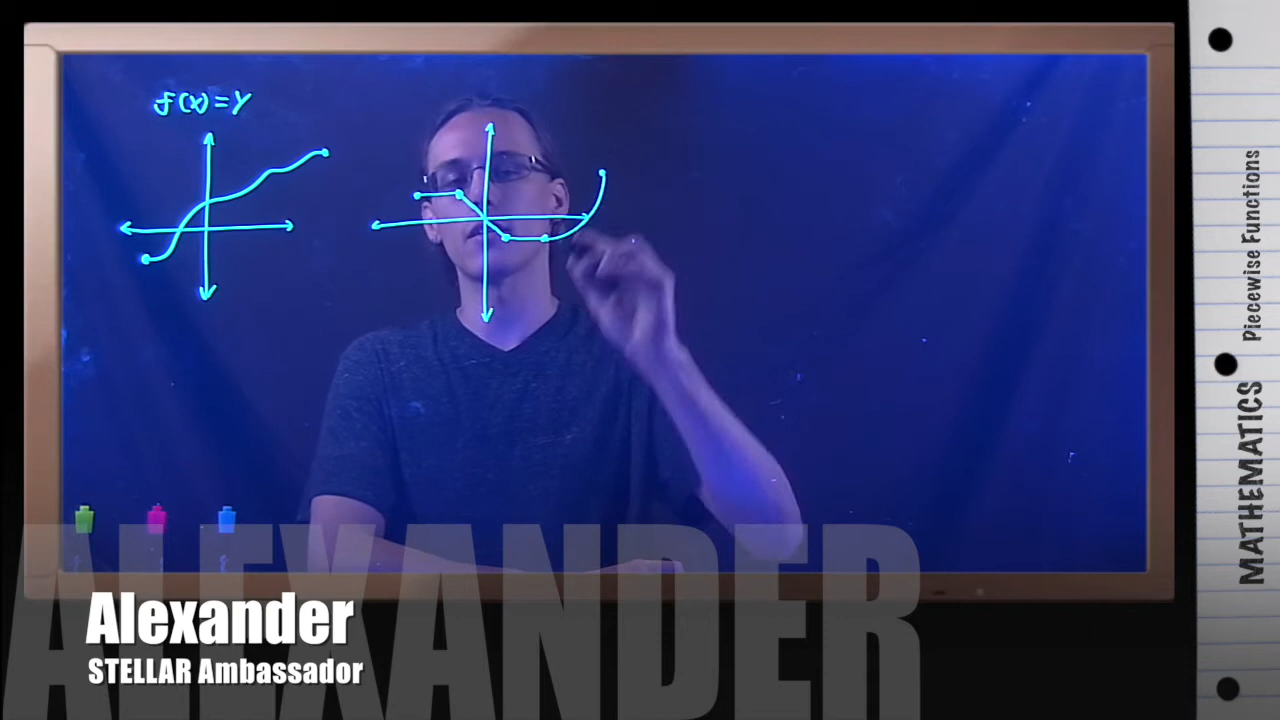 f(x)=y
ALEXANDER
Alexander
STELLAR Ambassador
MATHEMATICS
Piecewise Functions